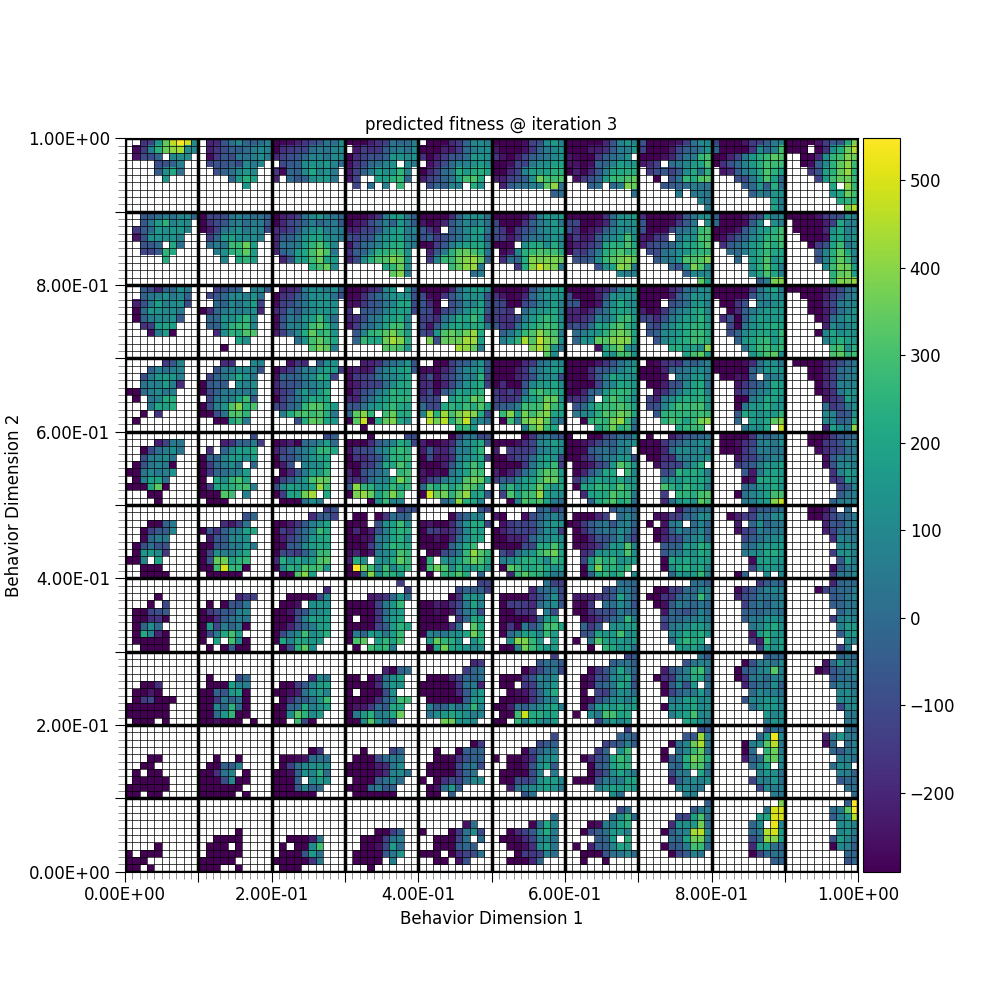 predicted fitness @ iteration 3
1.00E+00
8.00E-01
6.00E-01
4.00E-01
2.00E-01
0.00E+00
Behavior Dimension 2
0.00E+00 2.00E-01 4.00E-01 6.00E-01 8.00E-01 1.00E+00
Behavior Dimension 1
500
400
300
200
100
0
−100
−200